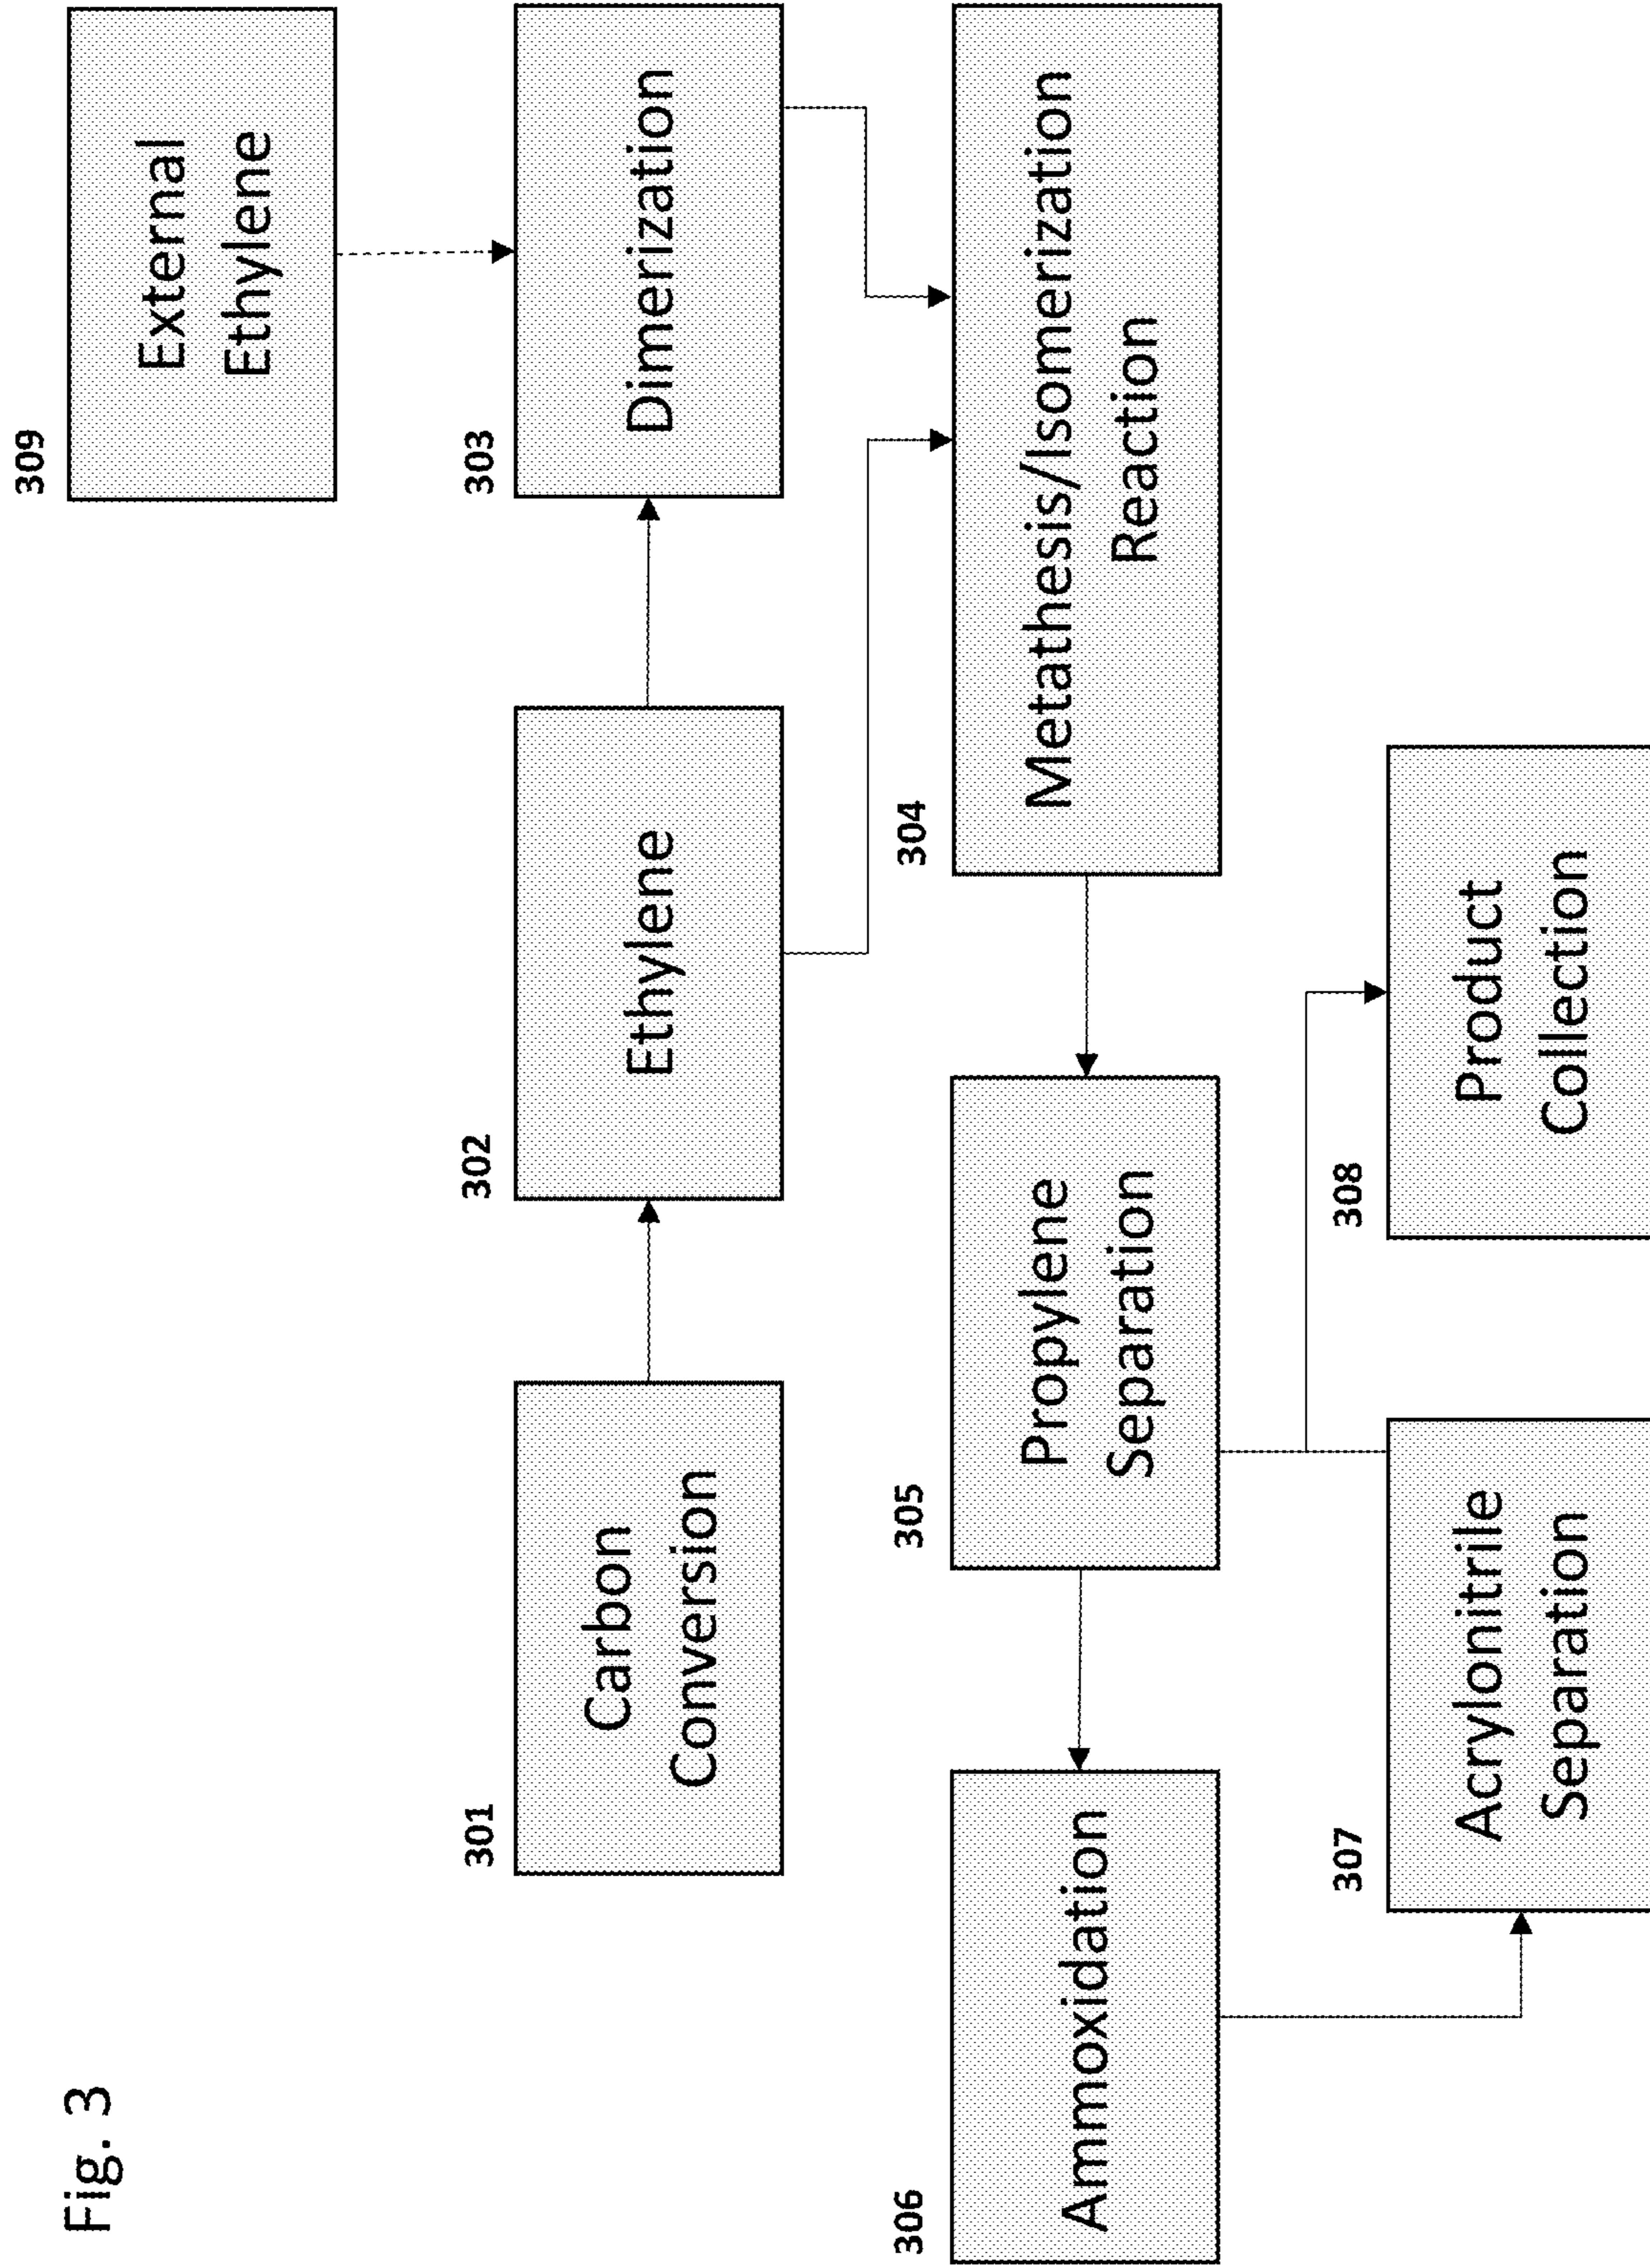 Fig. 3
301
Carbon
Conversion
302
Ethylene
303
Dimerization
309
External
Ethylene
304
Metathesis/Isomerization
Reaction
305
Propylene
Separation
306
Ammoxidation
307
Acrylonitrile
Separation
308
Product
Collection